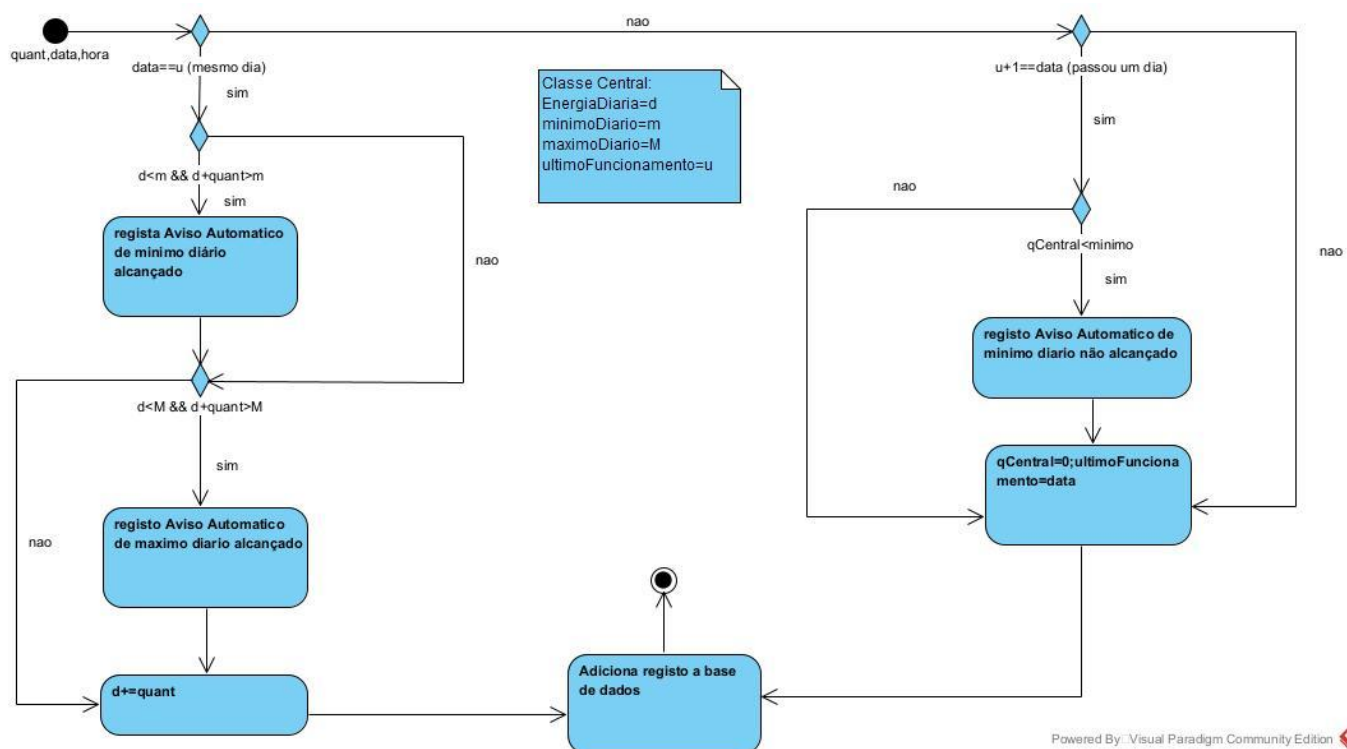 nao
quant,data,hora
data==u (mesmo dia)
sim
d<m && d+quant>m
sim
regista Aviso Automatico
de minimo diário
alcançado
nao
d<M && d+quant>M
sim
nao
registo Aviso Automatico
de maximo diario alcançado
d+=quant
Classe Central:
EnergiaDiaria=d
minimoDiario=m
maximoDiario=M
ultimoFuncionamento=u
u+1==data (passou um dia)
sim
nao
nao
qCentral<minimo
sim
registo Aviso Automatico de
minimo diario não alcançado
qCentral=0;ultimoFunciona
mento=data
Adiciona registo a base
de dados
Powered By Visual Paradigm Community Edition